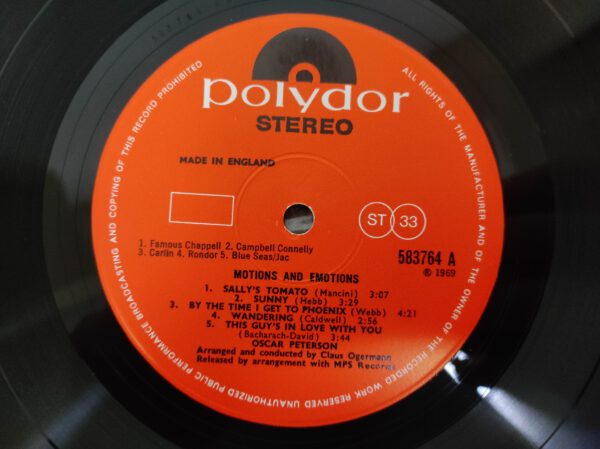 polydor
STEREO
MADE IN ENGLAND
ST 33
1. Famous Chappell 2. Campbell Connelly
3. Carlin 4. Rondor 5. Blue Seas/Jac
583764 A
℗ 1969
MOTIONS AND EMOTIONS
1. SALLY'S TOMATO (Mancini) 3:07
2. SUNNY (Hebb) 3:29
3. BY THE TIME I GET TO PHOENIX (Webb) 4:21
4. WANDERING (Caldwell) 2:56
5. THIS GUY'S IN LOVE WITH YOU
(Bacharach-David) 3:44
OSCAR PETERSON
Arranged and conducted by Claus Ogermann
Released by arrangement with MPS Records
ALL RIGHTS OF THE MANUFACTURER AND OF THE OWNER OF THE RECORDED WORK RESERVED UNAUTHORIZED PUBLIC PERFORMANCE BROADCASTING AND COPYING OF THIS RECORD PROHIBITED